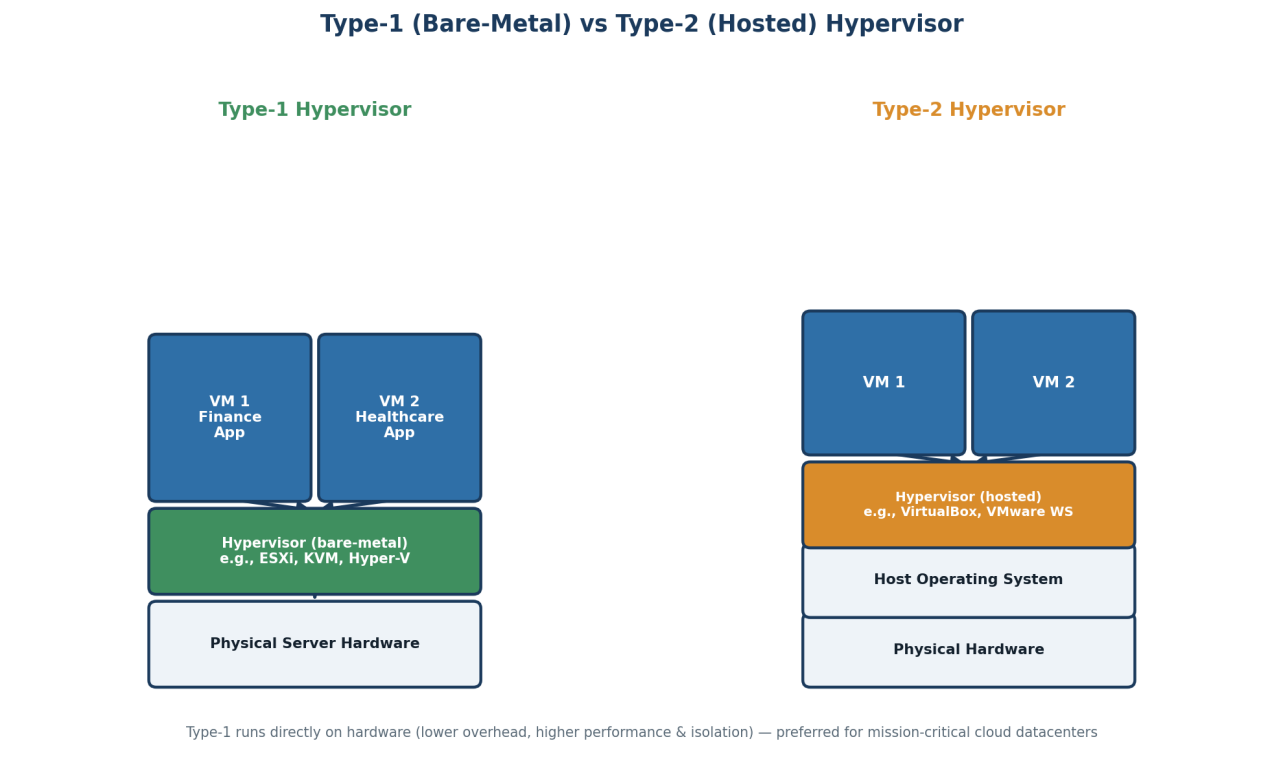 Type-1 (Bare-Metal) vs Type-2 (Hosted) Hypervisor
Type-1 Hypervisor
VM 1
Finance
App
VM 2
Healthcare
App
Hypervisor (bare-metal)
e.g., ESXi, KVM, Hyper-V
Physical Server Hardware
Type-2 Hypervisor
VM 1
VM 2
Hypervisor (hosted)
e.g., VirtualBox, VMware WS
Host Operating System
Physical Hardware
Type-1 runs directly on hardware (lower overhead, higher performance & isolation) — preferred for mission-critical cloud datacenters